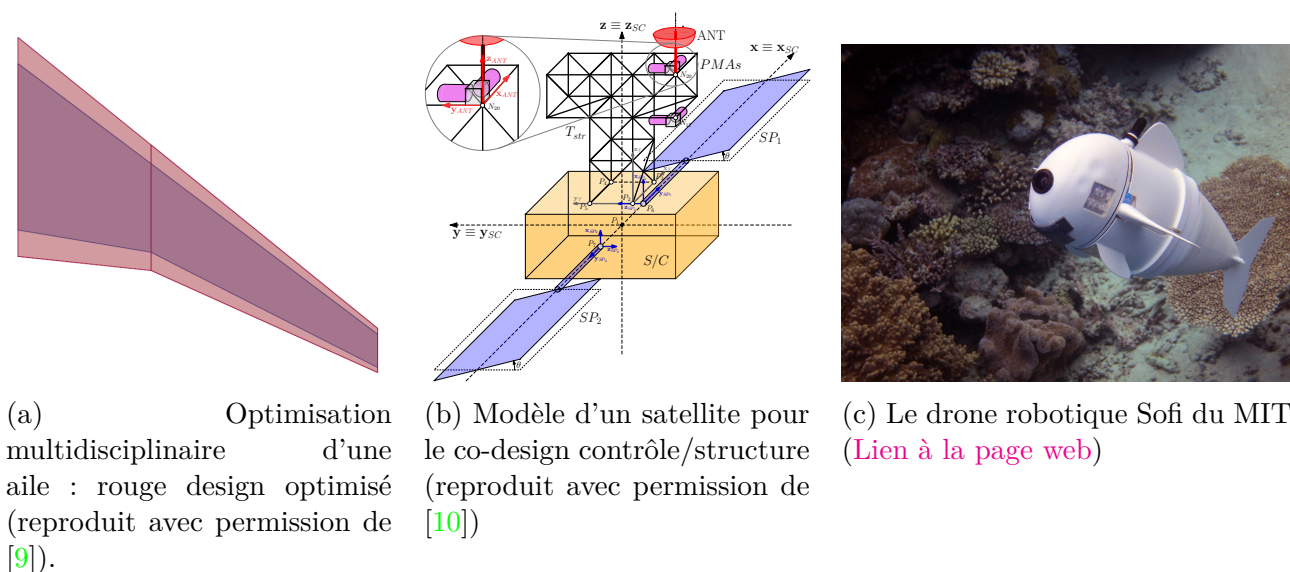 z ≡ z_SC
ANT
x ≡ x_SC
z_ANT
PMAs
N_20
x_ANT
y_ANT
N_20
T_str
SP_1
θ
y ≡ y_SC
S/C
SP_2
θ
(a) Optimisation
multidisciplinaire d'une
aile : rouge design optimisé
(reproduit avec permission de
[9]).
(b) Modèle d'un satellite pour
le co-design contrôle/structure
(reproduit avec permission de
[10])
(c) Le drone robotique Sofi du MIT
(Lien à la page web)